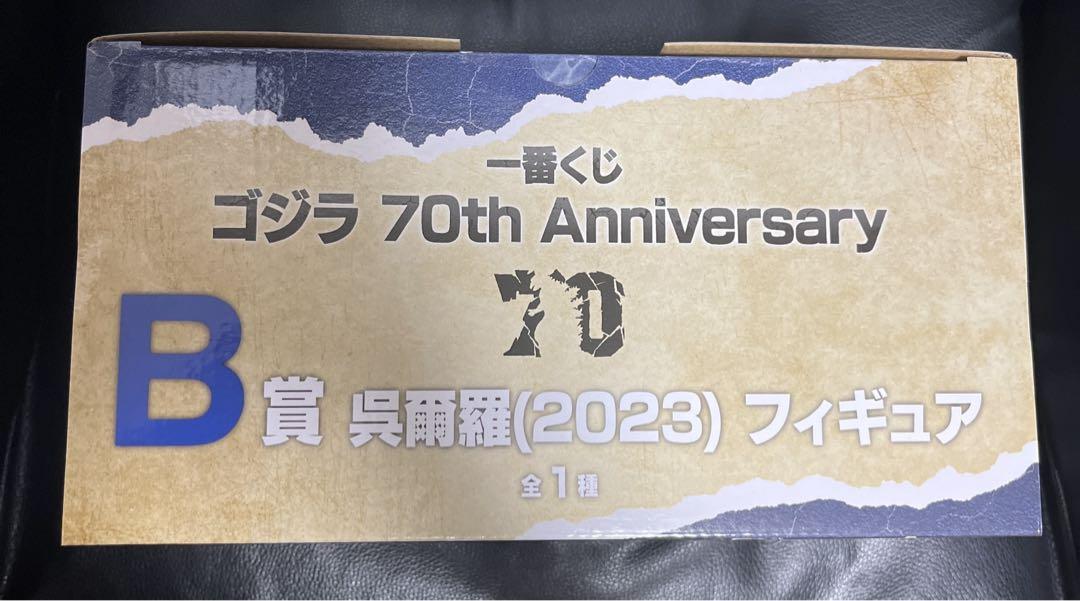 一番くじ
ゴジラ 70th Anniversary
70
B賞 呉爾羅(2023) フィギュア
全1種